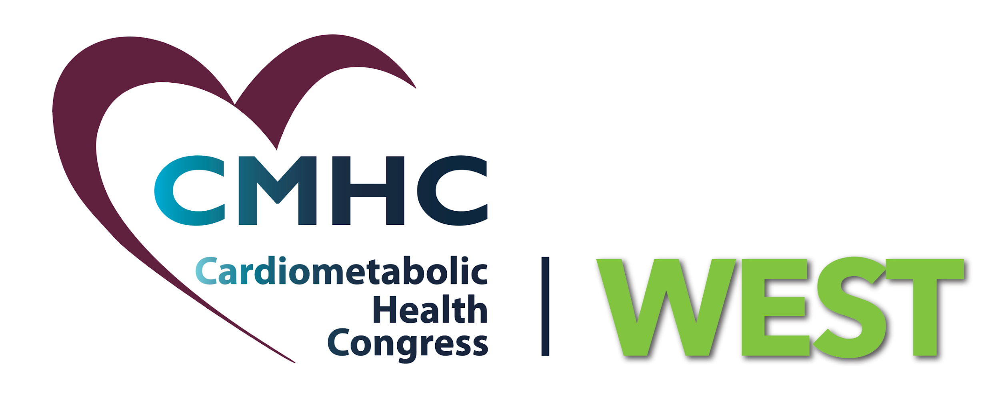 CMHC
Cardiometabolic
Health
Congress
WEST